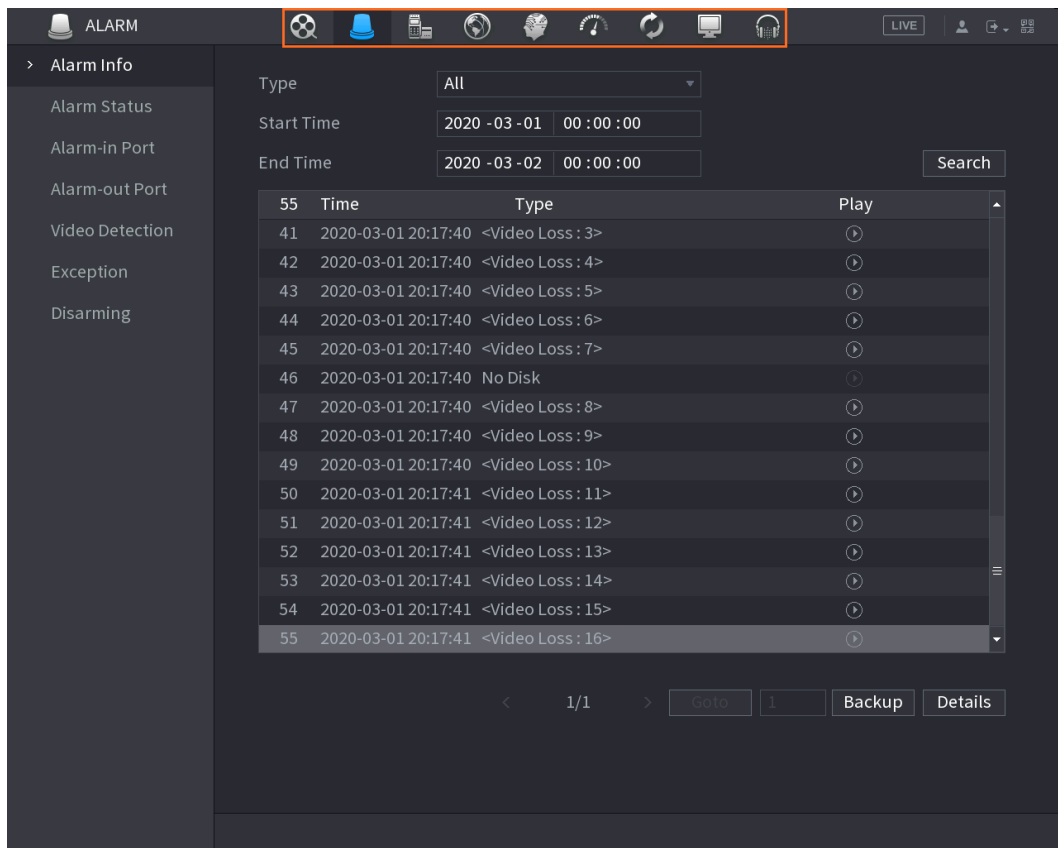 ALARM LIVE
> Alarm Info
Alarm Status
Alarm-in Port
Alarm-out Port
Video Detection
Exception
Disarming
Type All
Start Time 2020 -03 -01 00 : 00 : 00
End Time 2020 -03 -02 00 : 00 : 00
Search
55 Time Type Play
41 2020-03-01 20:17:40 <Video Loss : 3>
42 2020-03-01 20:17:40 <Video Loss : 4>
43 2020-03-01 20:17:40 <Video Loss : 5>
44 2020-03-01 20:17:40 <Video Loss : 6>
45 2020-03-01 20:17:40 <Video Loss : 7>
46 2020-03-01 20:17:40 No Disk
47 2020-03-01 20:17:40 <Video Loss : 8>
48 2020-03-01 20:17:40 <Video Loss : 9>
49 2020-03-01 20:17:40 <Video Loss : 10>
50 2020-03-01 20:17:41 <Video Loss : 11>
51 2020-03-01 20:17:41 <Video Loss : 12>
52 2020-03-01 20:17:41 <Video Loss : 13>
53 2020-03-01 20:17:41 <Video Loss : 14>
54 2020-03-01 20:17:41 <Video Loss : 15>
55 2020-03-01 20:17:41 <Video Loss : 16>
< 1/1 > Goto 1 Backup Details